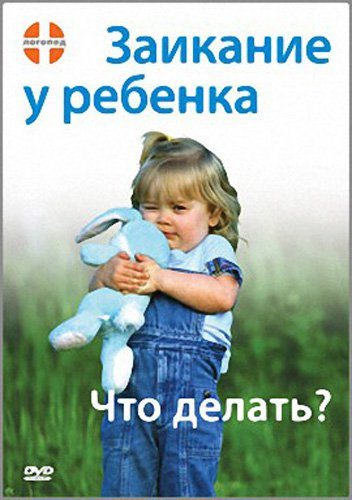 логопед
Заикание
у ребенка
Что делать?
DVD